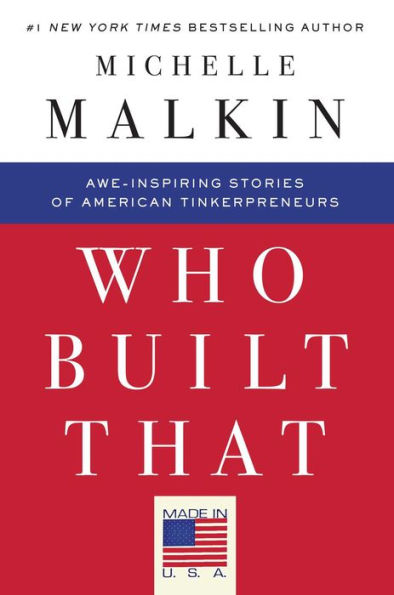 #1 NEW YORK TIMES BESTSELLING AUTHOR
MICHELLE
MALKIN
AWE-INSPIRING STORIES
OF AMERICAN TINKERPRENEURS
WHO
BUILT
THAT
MADE IN
U. S. A.